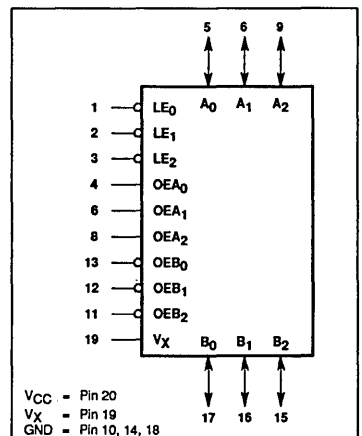 5 6 9
A0 A1 A2
1 LE0
2 LE1
3 LE2
4 OEA0
6 OEA1
8 OEA2
13 OEB0
12 OEB1
11 OEB2
19 VX
B0 B1 B2
17 16 15
VCC = Pin 20
VX = Pin 19
GND = Pin 10, 14, 18